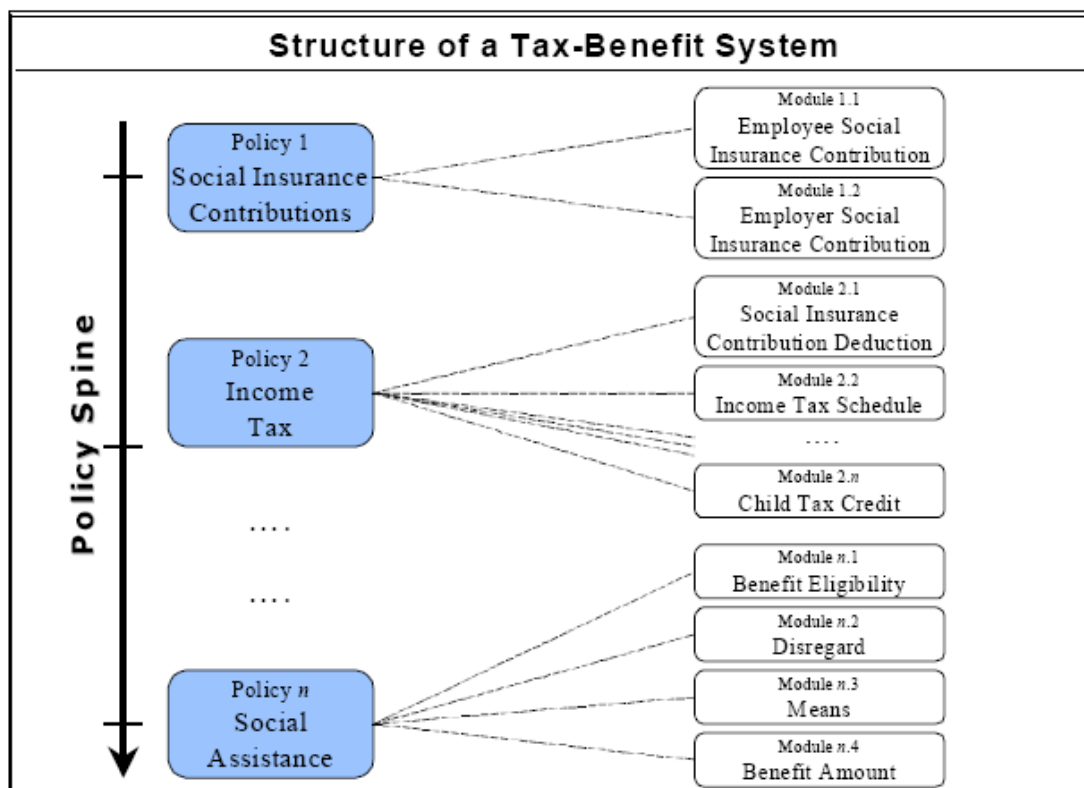 Structure of a Tax-Benefit System
Policy Spine
Policy 1
Social Insurance
Contributions
Module 1.1
Employee Social
Insurance Contribution
Module 1.2
Employer Social
Insurance Contribution
Policy 2
Income
Tax
Module 2.1
Social Insurance
Contribution Deduction
Module 2.2
Income Tax Schedule
....
Module 2.n
Child Tax Credit
....
....
Policy n
Social
Assistance
Module n.1
Benefit Eligibility
Module n.2
Disregard
Module n.3
Means
Module n.4
Benefit Amount